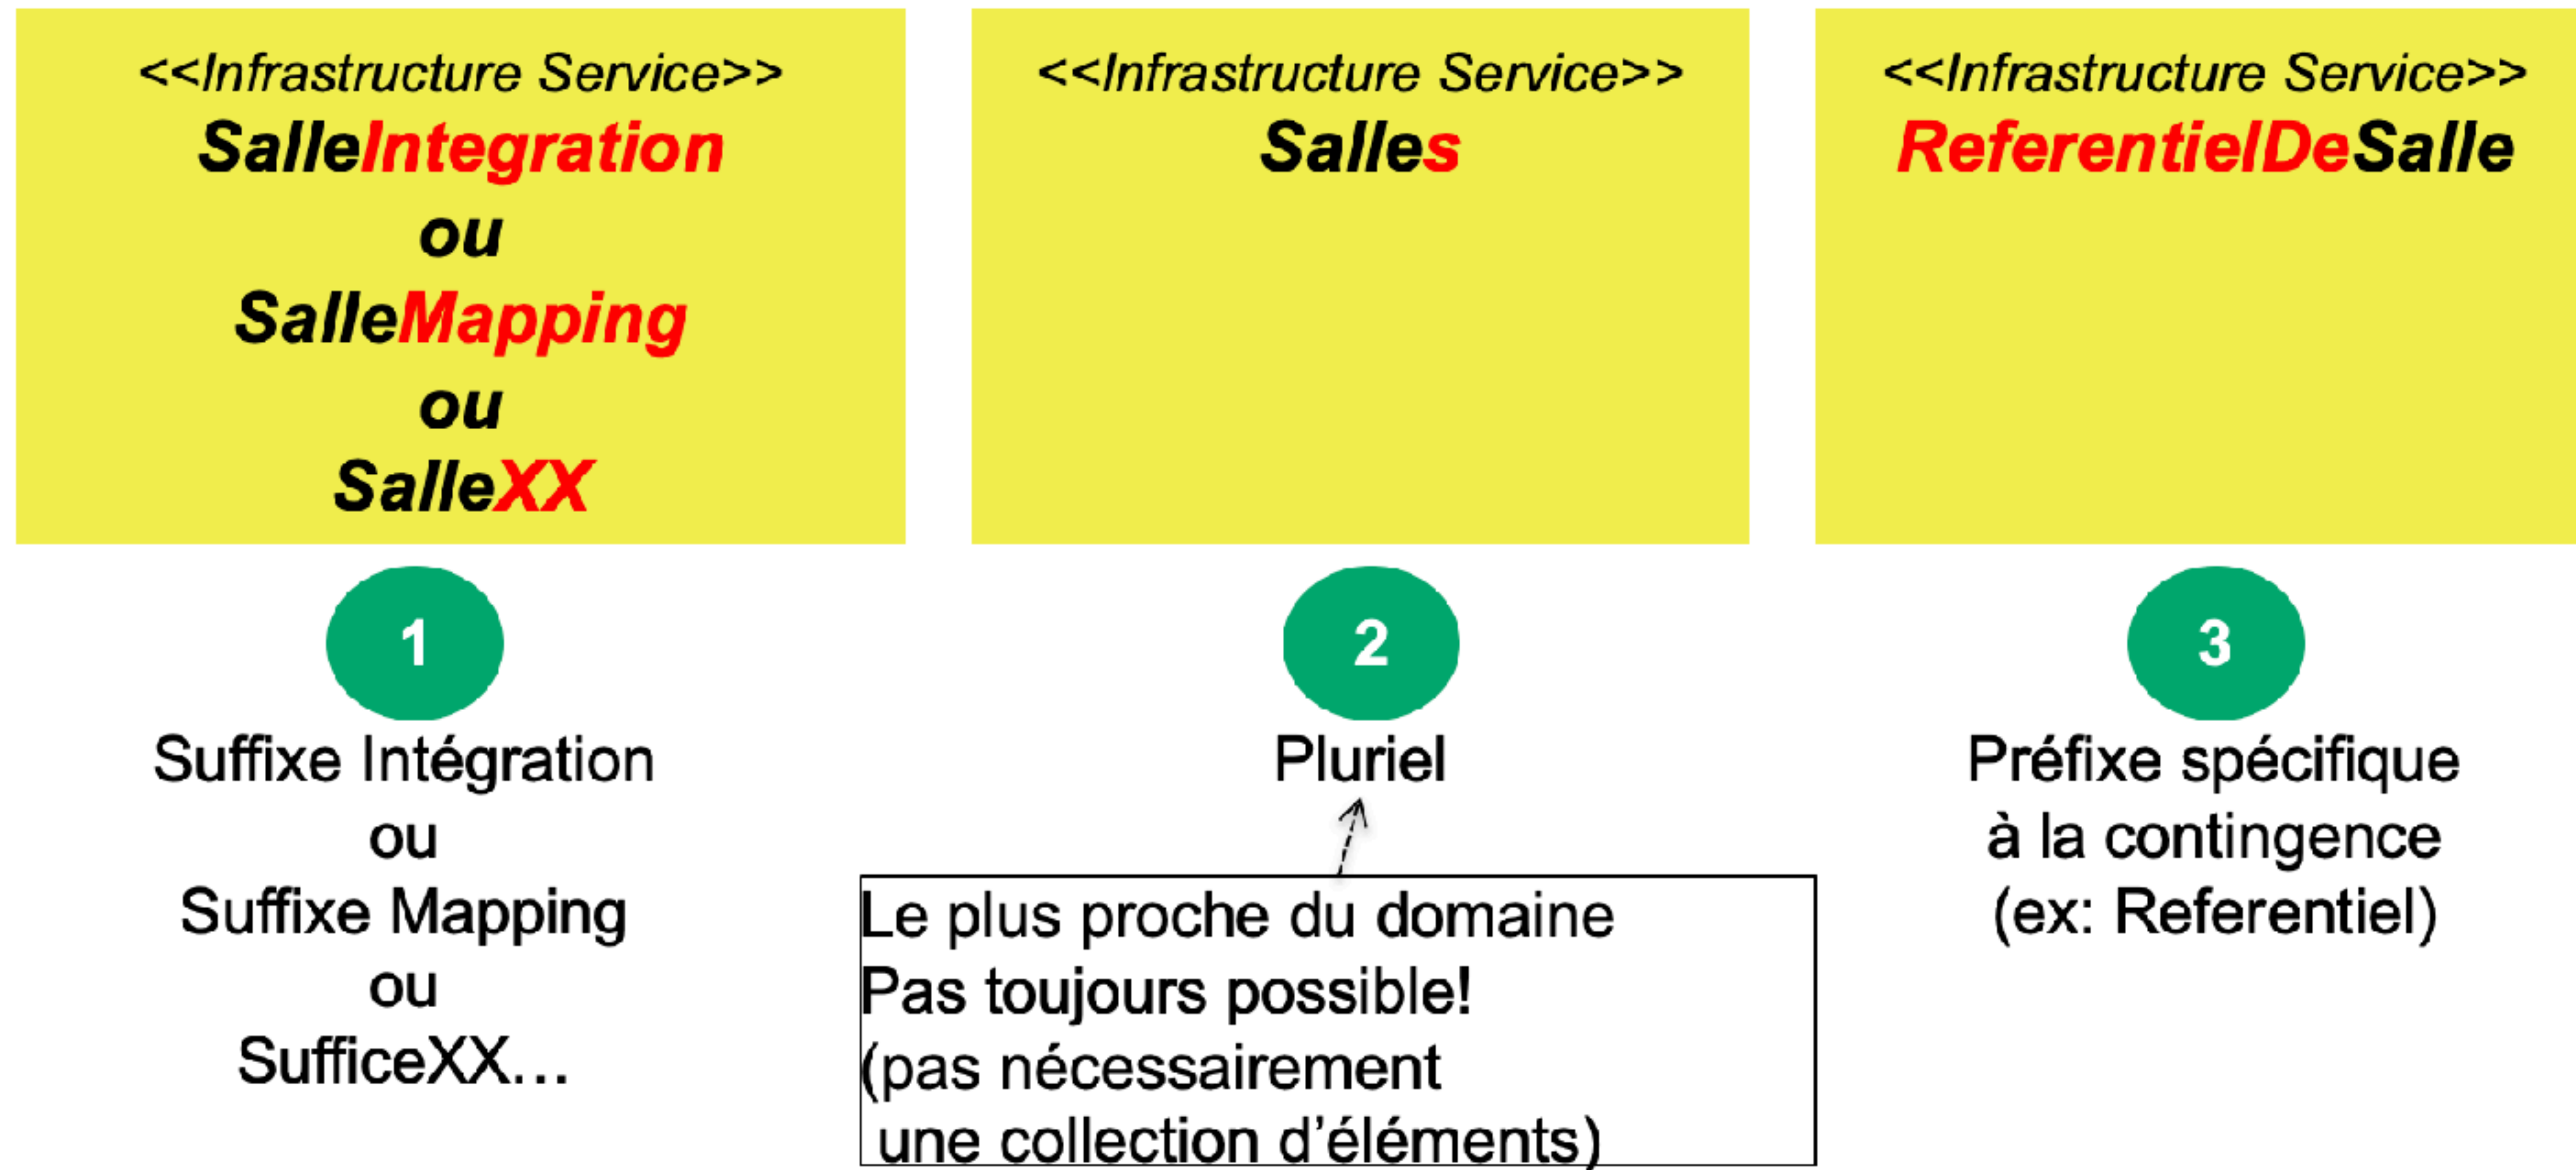 <<Infrastructure Service>>
SalleIntegration
ou
SalleMapping
ou
SalleXX
<<Infrastructure Service>>
Salles
<<Infrastructure Service>>
ReferentielDeSalle
1
Suffixe Intégration
ou
Suffixe Mapping
ou
SufficeXX...
2
Pluriel
Le plus proche du domaine
Pas toujours possible!
(pas nécessairement
une collection d'éléments)
3
Préfixe spécifique
à la contingence
(ex: Referentiel)